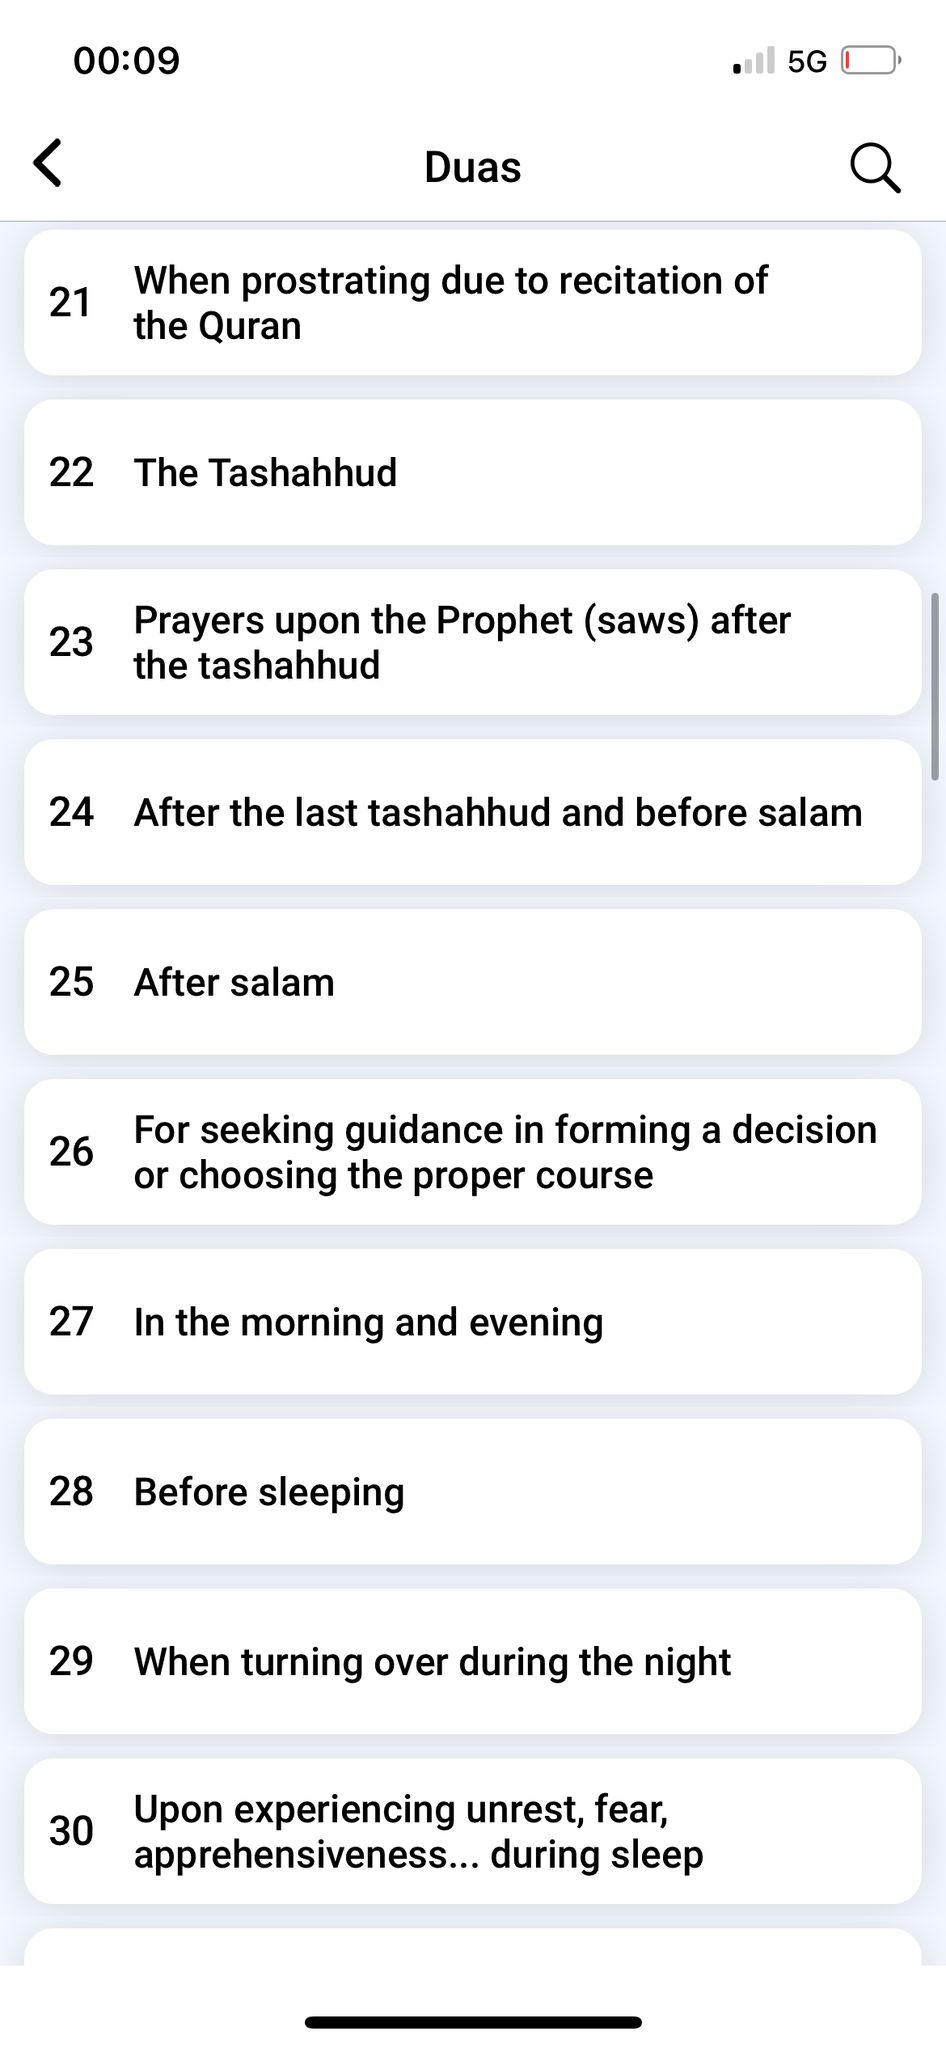 00:09
5G
Duas
21
When prostrating due to recitation of
the Quran
22
The Tashahhud
23
Prayers upon the Prophet (saws) after
the tashahhud
24
After the last tashahhud and before salam
25
After salam
26
For seeking guidance in forming a decision
or choosing the proper course
27
In the morning and evening
28
Before sleeping
29
When turning over during the night
30
Upon experiencing unrest, fear,
apprehensiveness... during sleep